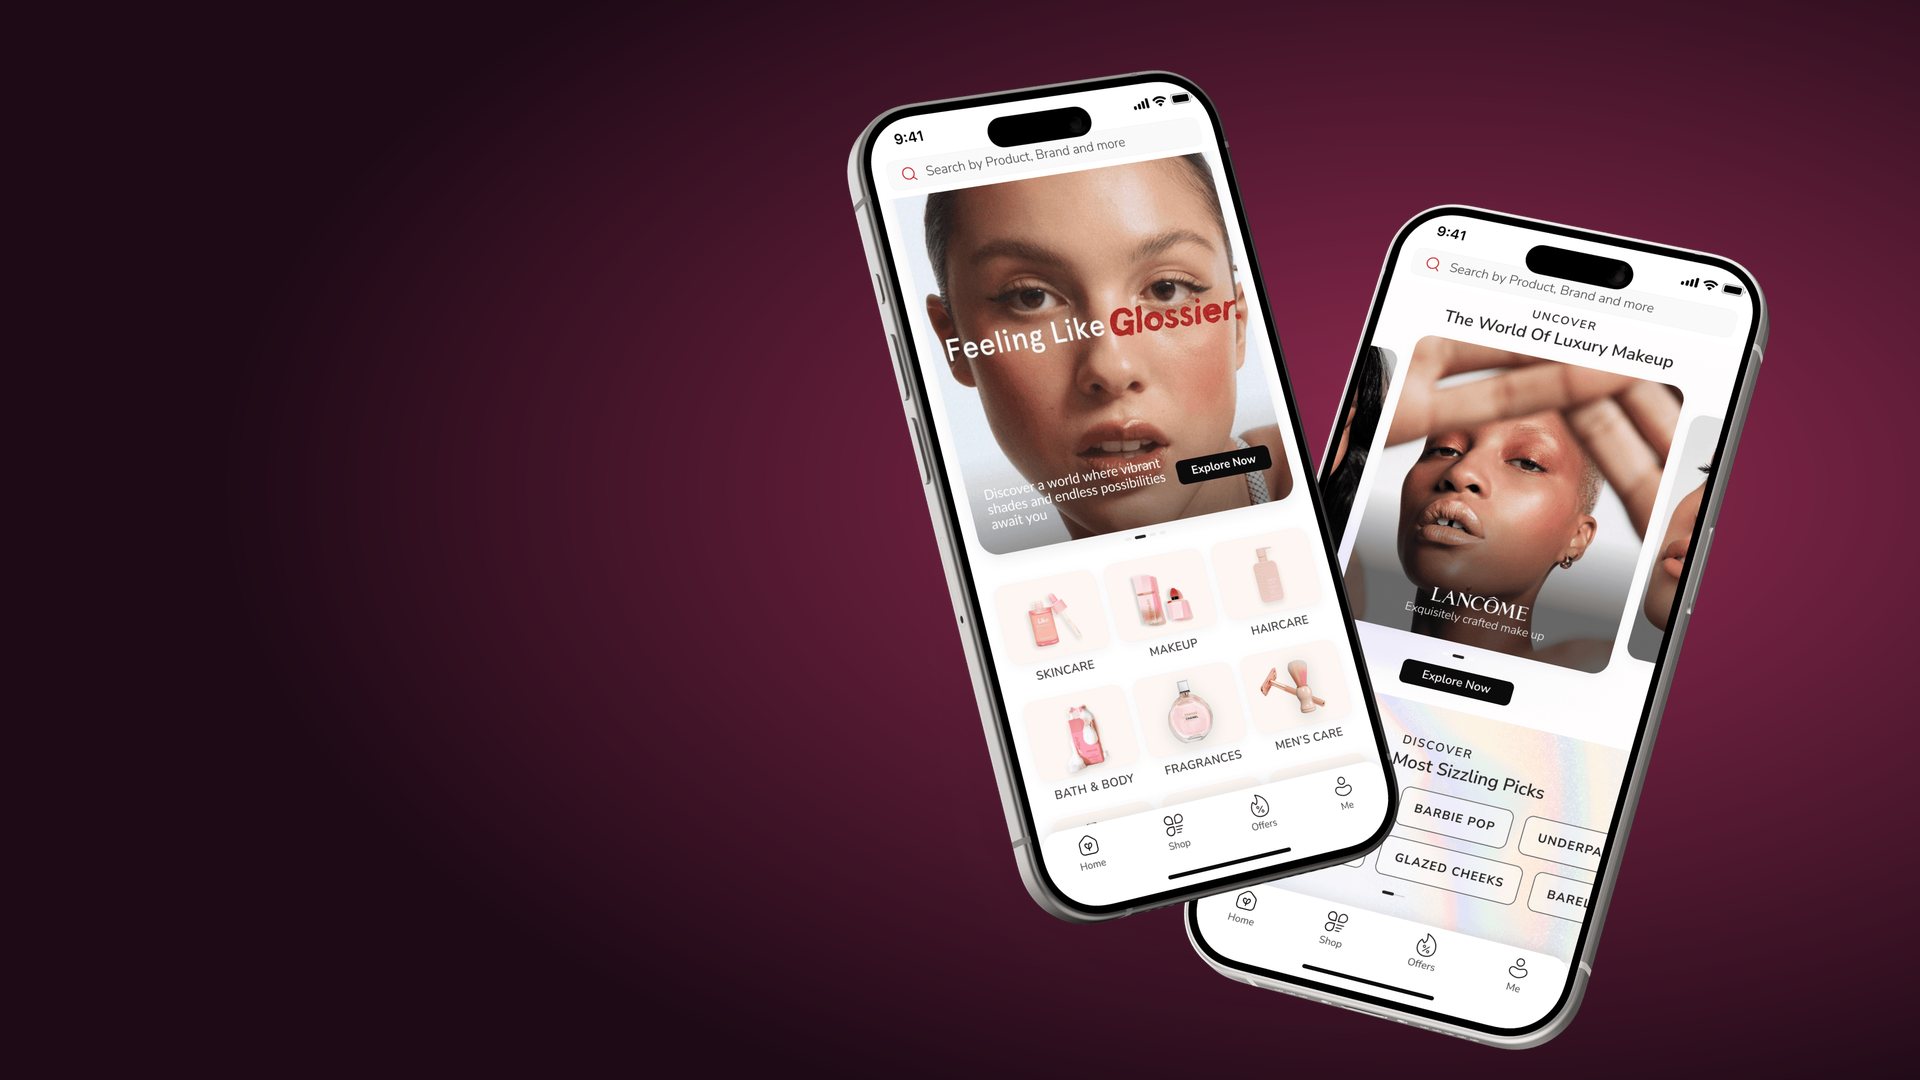 9:41
Search by Product, Brand and more
Feeling Like Glossier.
Discover a world where vibrant
shades and endless possibilities
await you
Explore Now
SKINCARE
MAKEUP
HAIRCARE
BATH & BODY
FRAGRANCES
MEN'S CARE
Home
Shop
Offers
Me
9:41
Search by Product, Brand and more
UNCOVER
The World Of Luxury Makeup
LANCÔME
Exquisitely crafted make up
Explore Now
DISCOVER
Most Sizzling Picks
BARBIE POP
UNDERPA
GLAZED CHEEKS
BAREL
Home
Shop
Offers
Me